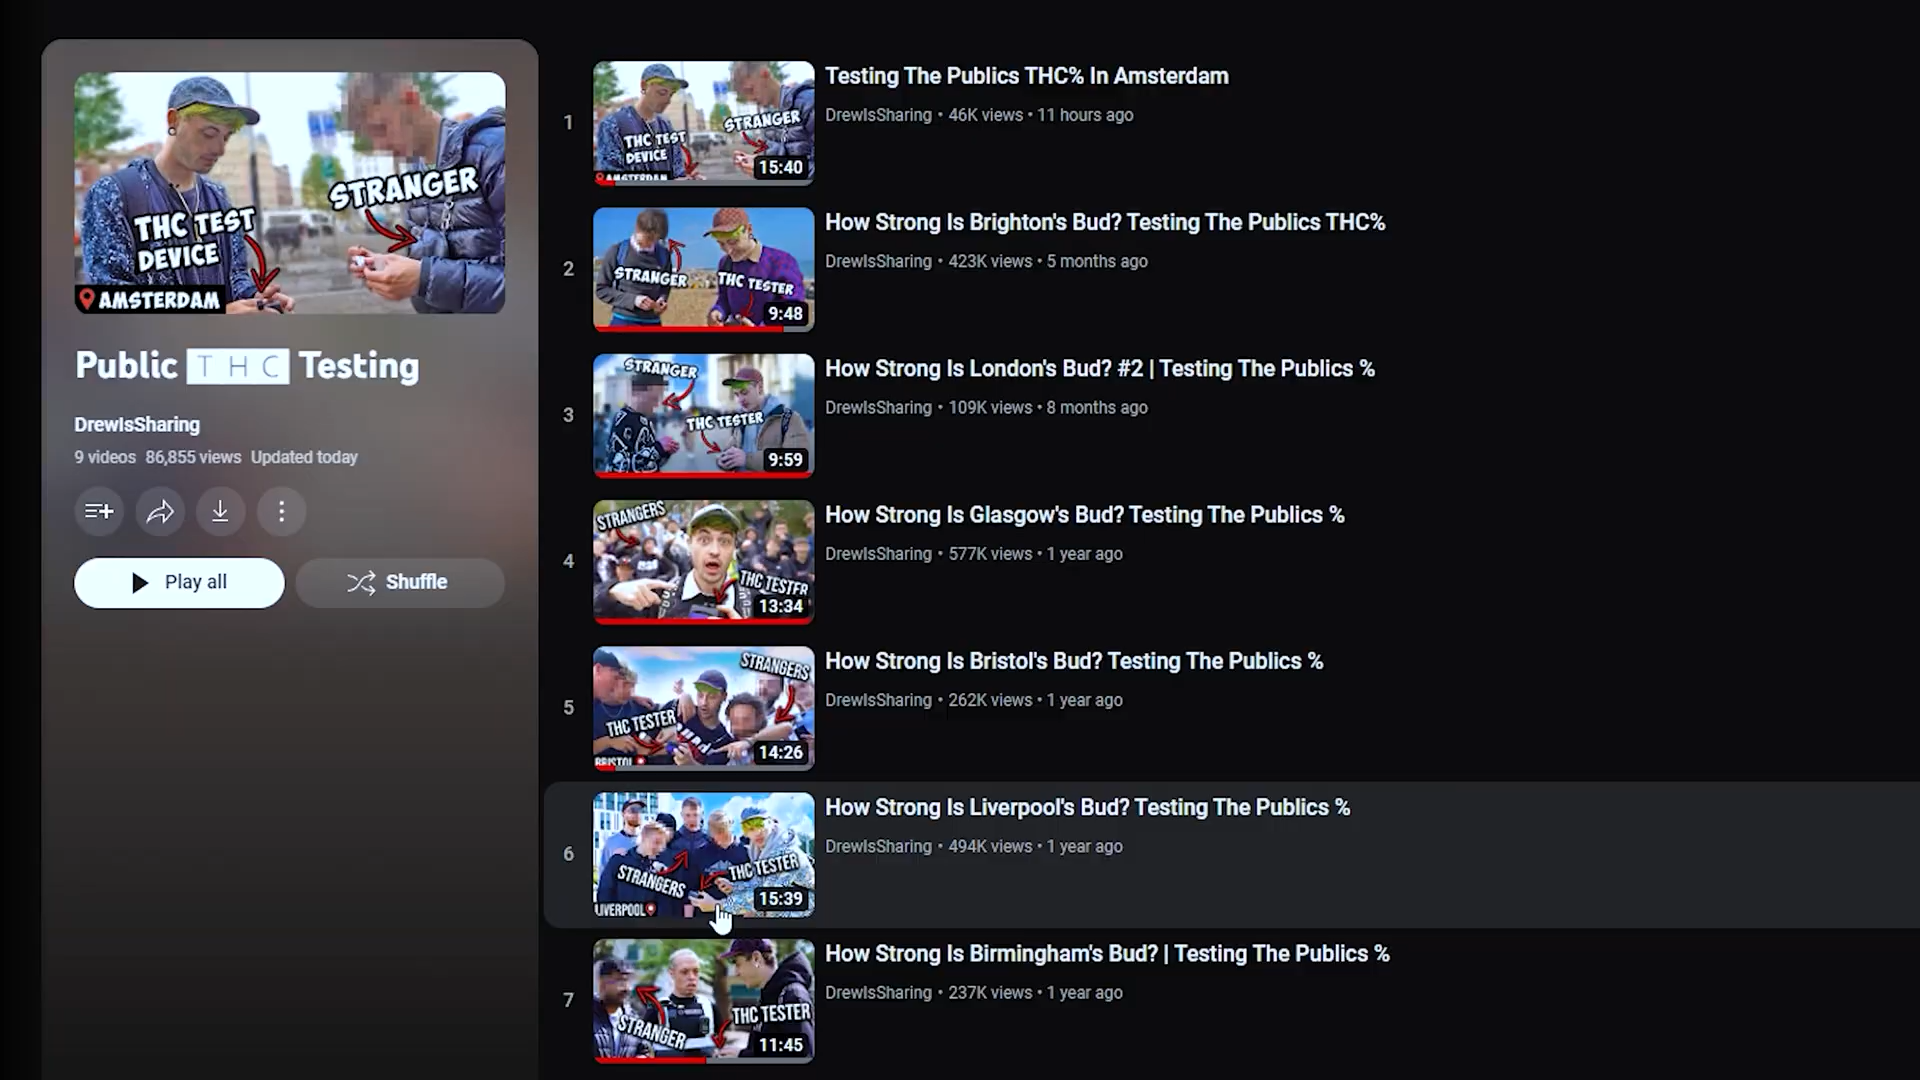 THC TEST
DEVICE
STRANGER
AMSTERDAM
Public THC Testing
DrewIsSharing
9 videos 86,855 views Updated today
Play all
Shuffle
1
THC TEST
DEVICE
STRANGER
AMSTERDAM
15:40
Testing The Publics THC% In Amsterdam
DrewIsSharing • 46K views • 11 hours ago
2
STRANGER
THC TESTER
9:48
How Strong Is Brighton's Bud? Testing The Publics THC%
DrewIsSharing • 423K views • 5 months ago
3
STRANGER
THC TESTER
9:59
How Strong Is London's Bud? #2 | Testing The Publics %
DrewIsSharing • 109K views • 8 months ago
4
STRANGERS
THC TESTER
13:34
How Strong Is Glasgow's Bud? Testing The Publics %
DrewIsSharing • 577K views • 1 year ago
5
STRANGERS
THC TESTER
BRISTOL
14:26
How Strong Is Bristol's Bud? Testing The Publics %
DrewIsSharing • 262K views • 1 year ago
6
STRANGERS
THC TESTER
LIVERPOOL
15:39
How Strong Is Liverpool's Bud? Testing The Publics %
DrewIsSharing • 494K views • 1 year ago
7
STRANGER
THC TESTER
11:45
How Strong Is Birmingham's Bud? | Testing The Publics %
DrewIsSharing • 237K views • 1 year ago